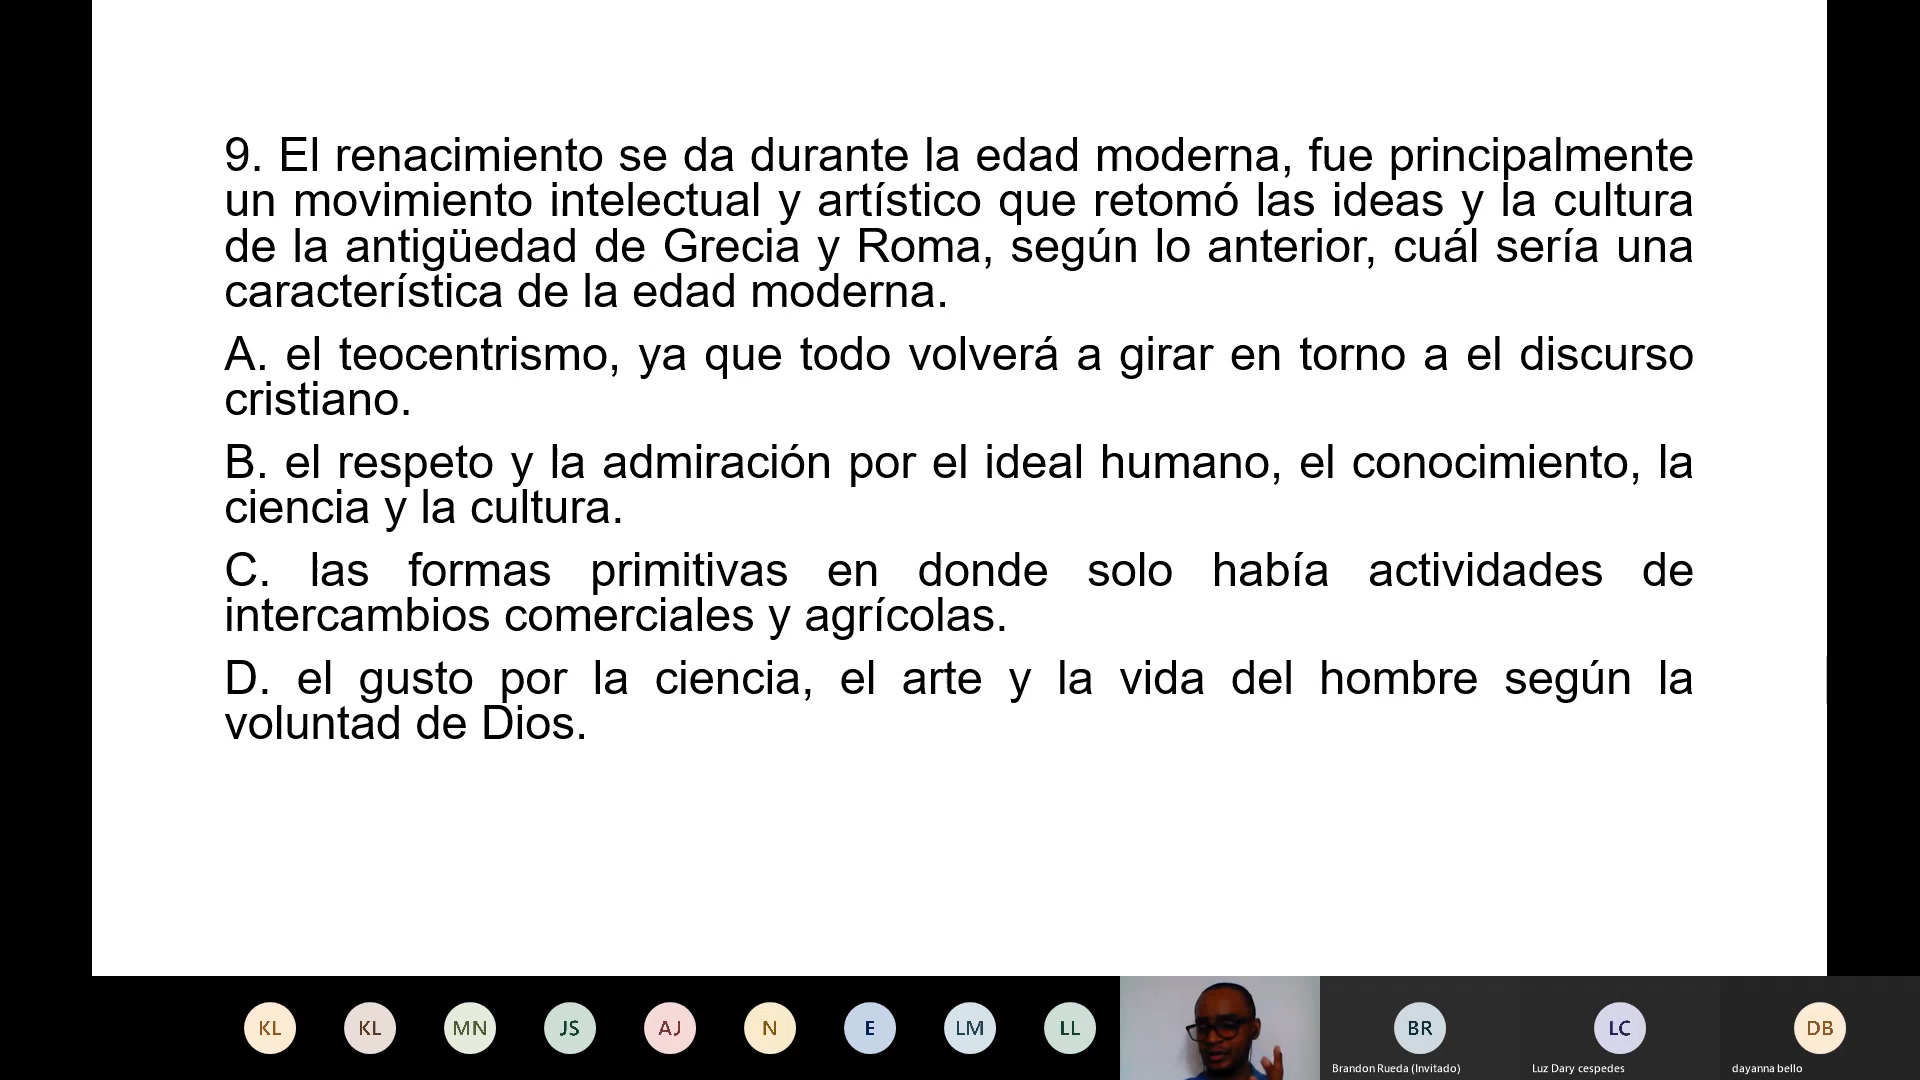 9. El renacimiento se da durante la edad moderna, fue principalmente
un movimiento intelectual y artístico que retomó las ideas y la cultura
de la antigüedad de Grecia y Roma, según lo anterior, cuál sería una
característica de la edad moderna.
A. el teocentrismo, ya que todo volverá a girar en torno a el discurso
cristiano.
B. el respeto y la admiración por el ideal humano, el conocimiento, la
ciencia y la cultura.
C. las formas primitivas en donde solo había actividades de
intercambios comerciales y agrícolas.
D. el gusto por la ciencia, el arte y la vida del hombre según la
voluntad de Dios.
KL KL MN JS AJ N E LM LL BR LC DB
Brandon Rueda (Invitado) Luz Dary cespedes dayanna bello